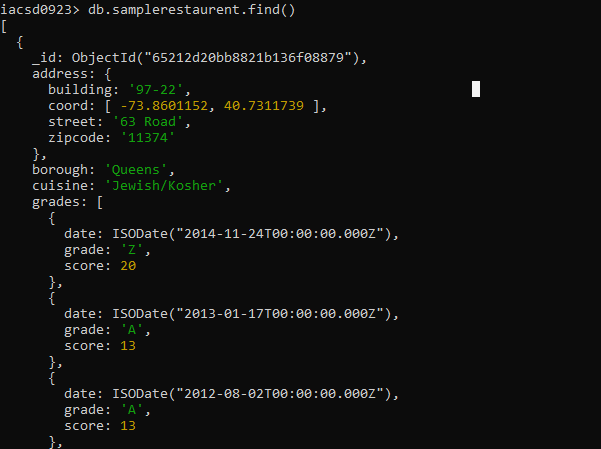 iacsd0923> db.samplerestaurent.find()
[
  {
    _id: ObjectId("65212d20bb8821b136f08879"),
    address: {
      building: '97-22',
      coord: [ -73.8601152, 40.7311739 ],
      street: '63 Road',
      zipcode: '11374'
    },
    borough: 'Queens',
    cuisine: 'Jewish/Kosher',
    grades: [
      {
        date: ISODate("2014-11-24T00:00:00.000Z"),
        grade: 'Z',
        score: 20
      },
      {
        date: ISODate("2013-01-17T00:00:00.000Z"),
        grade: 'A',
        score: 13
      },
      {
        date: ISODate("2012-08-02T00:00:00.000Z"),
        grade: 'A',
        score: 13
      },